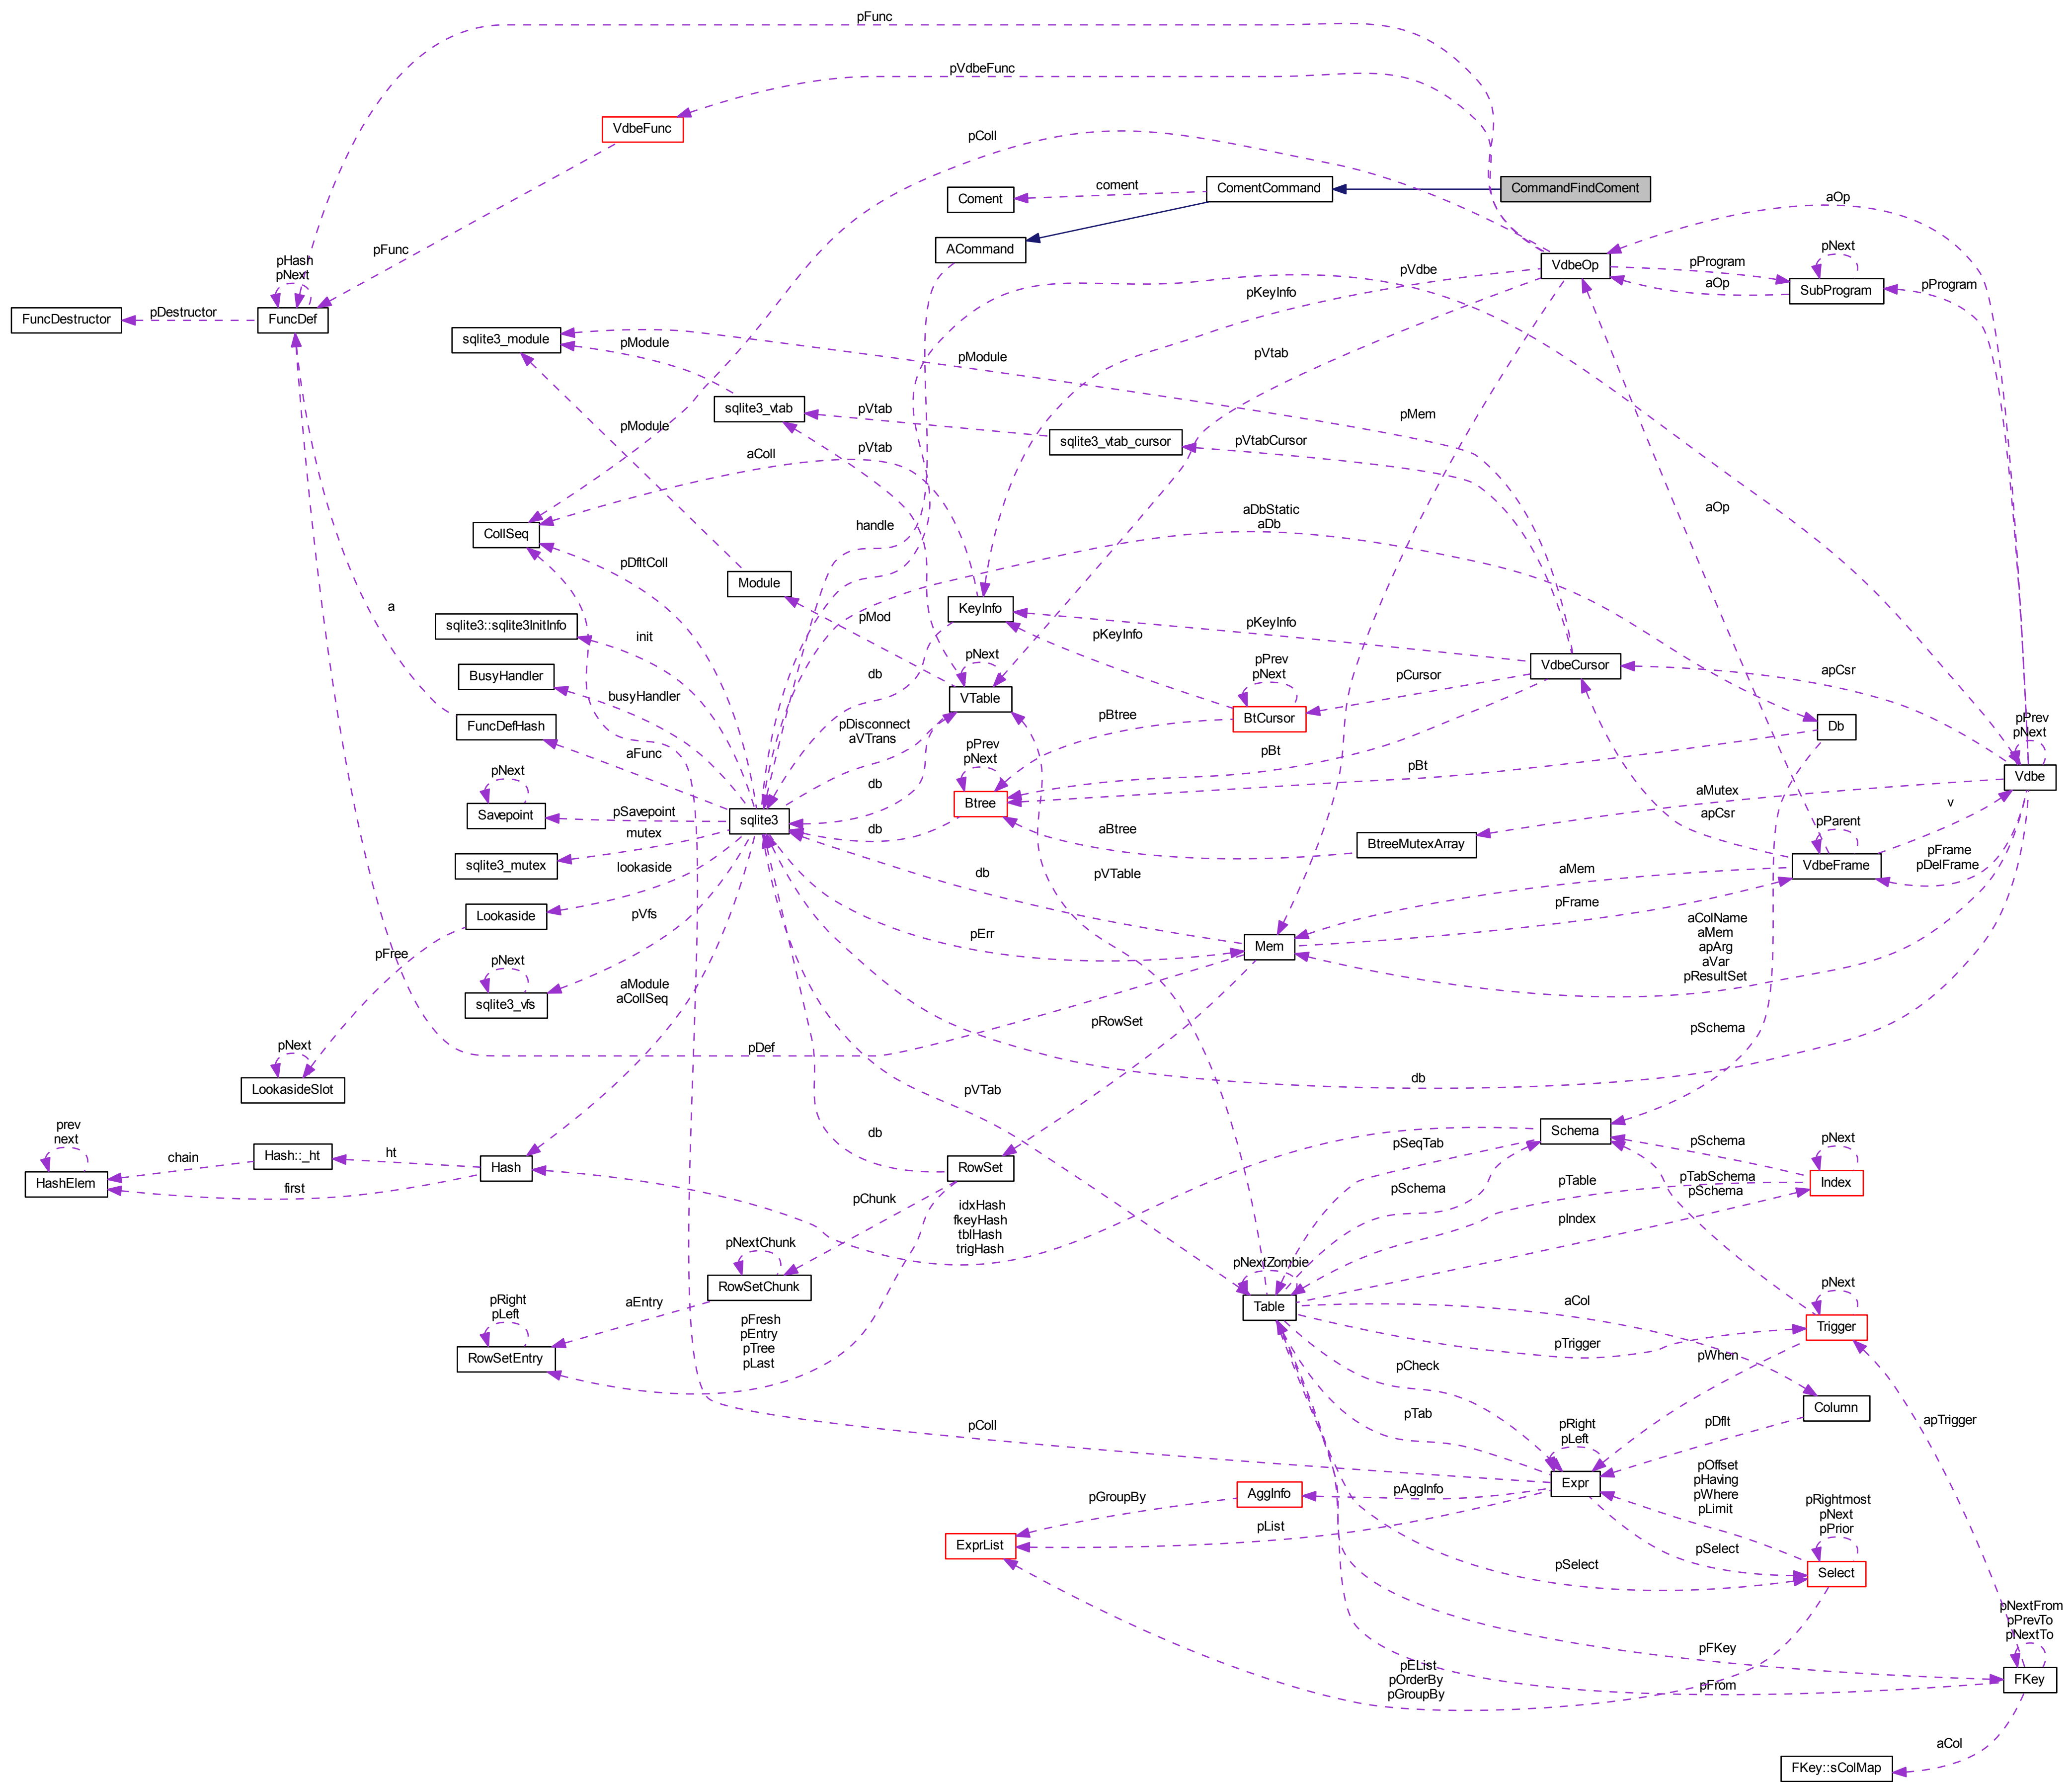 pFunc
pVdbeFunc
VdbeFunc
pColl
coment
ComentCommand
CommandFindComent
Coment
aOp
ACommand
pFunc
pHash
pNext
pVdbe
pKeyInfo
VdbeOp
pProgram
pNext
aOp
SubProgram
pProgram
FuncDestructor
pDestructor
FuncDef
sqlite3_module
pModule
pModule
pVtab
sqlite3_vtab
pVtab
pMem
pModule
sqlite3_vtab_cursor
pVtabCursor
aColl
pVtab
aOp
CollSeq
handle
aDbStatic
aDb
pDfltColl
Module
a
KeyInfo
pMod
pKeyInfo
pKeyInfo
sqlite3::sqlite3InitInfo
init
pNext
db
VdbeCursor
pPrev
pNext
pCursor
apCsr
BusyHandler
busyHandler
VTable
BtCursor
pBtree
FuncDefHash
aFunc
pDisconnect
aVTrans
Db
pPrev
pNext
pBt
pBt
pPrev
pNext
Vdbe
pNext
db
Btree
Savepoint
pSavepoint
sqlite3
db
aMutex
apCsr
v
mutex
aBtree
BtreeMutexArray
pParent
pFrame
pDelFrame
sqlite3_mutex
lookaside
pVTable
db
aMem
VdbeFrame
Lookaside
pVfs
pFrame
pErr
Mem
aColName
aMem
apArg
aVar
pResultSet
pFree
pNext
sqlite3_vfs
aModule
aCollSeq
pRowSet
pSchema
pNext
pDef
LookasideSlot
pVTab
db
prev
next
Hash::_ht
ht
db
Schema
pSeqTab
pSchema
pNext
chain
HashElem
first
Hash
RowSet
pSchema
pTable
pTabSchema
pSchema
Index
pChunk
idxHash
fkeyHash
tblHash
trigHash
pIndex
pNextChunk
pNextZombie
RowSetChunk
pNext
Table
aCol
aEntry
pRight
pLeft
pFresh
pEntry
pTree
pLast
Trigger
pTrigger
RowSetEntry
pCheck
pWhen
Column
pTab
pDflt
pColl
pRight
pLeft
apTrigger
pOffset
pHaving
pWhere
pLimit
Expr
AggInfo
pAggInfo
pGroupBy
pRightmost
pNext
pPrior
ExprList
pList
pSelect
pSelect
Select
pNextFrom
pPrevTo
pNextTo
pFKey
pEList
pOrderBy
pGroupBy
pFrom
FKey
aCol
FKey::sColMap